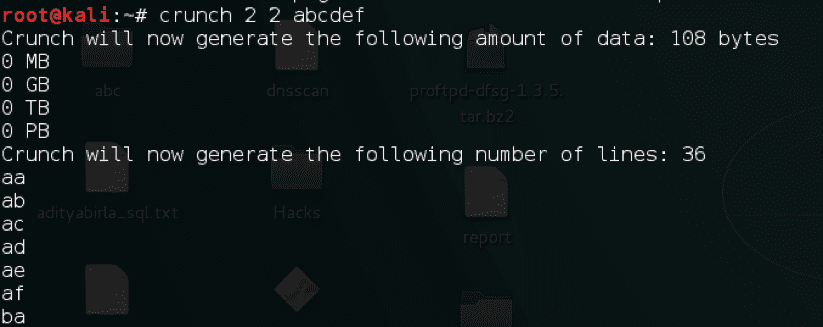 root@kali:~# crunch 2 2 abcdef
Crunch will now generate the following amount of data: 108 bytes
0 MB
0 GB
0 TB
0 PB
Crunch will now generate the following number of lines: 36
aa
ab
ac
ad
ae
af
ba
abc
dnsscan
proftpd-dfsg-1.3.5.
tar.bz2
adityabirla_sql.txt
Hacks
report